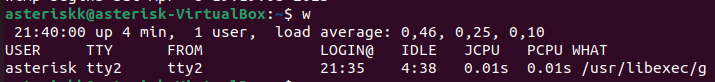 asteriskk@asterisk-VirtualBox:~$ w
 21:40:00 up 4 min,  1 user,  load average: 0,46, 0,25, 0,10
USER     TTY      FROM             LOGIN@   IDLE   JCPU   PCPU WHAT
asterisk tty2     tty2             21:35    4:38   0.01s  0.01s /usr/libexec/g